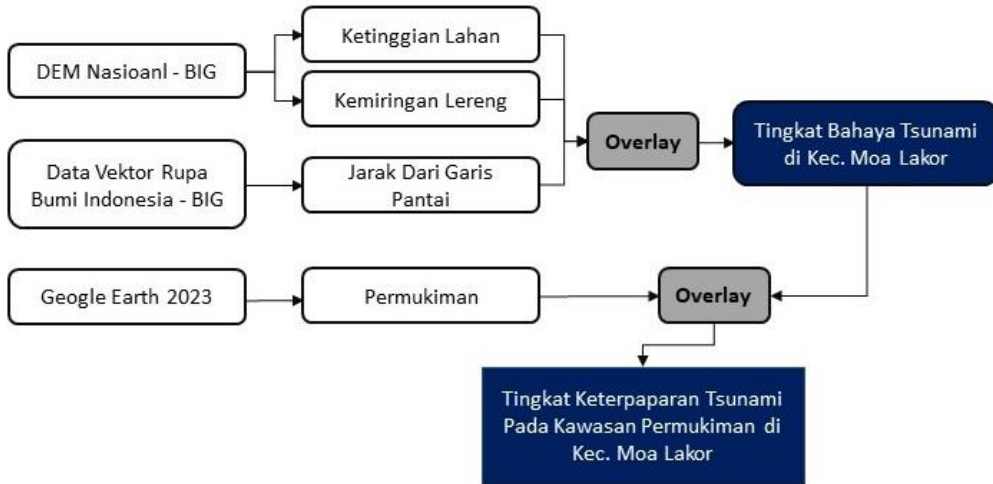 Ketinggian Lahan
DEM Nasioanl - BIG
Kemiringan Lereng
Overlay
Tingkat Bahaya Tsunami
di Kec. Moa Lakor
Data Vektor Rupa
Bumi Indonesia - BIG
Jarak Dari Garis
Pantai
Geogle Earth 2023
Permukiman
Overlay
Tingkat Keterpaparan Tsunami
Pada Kawasan Permukiman di
Kec. Moa Lakor